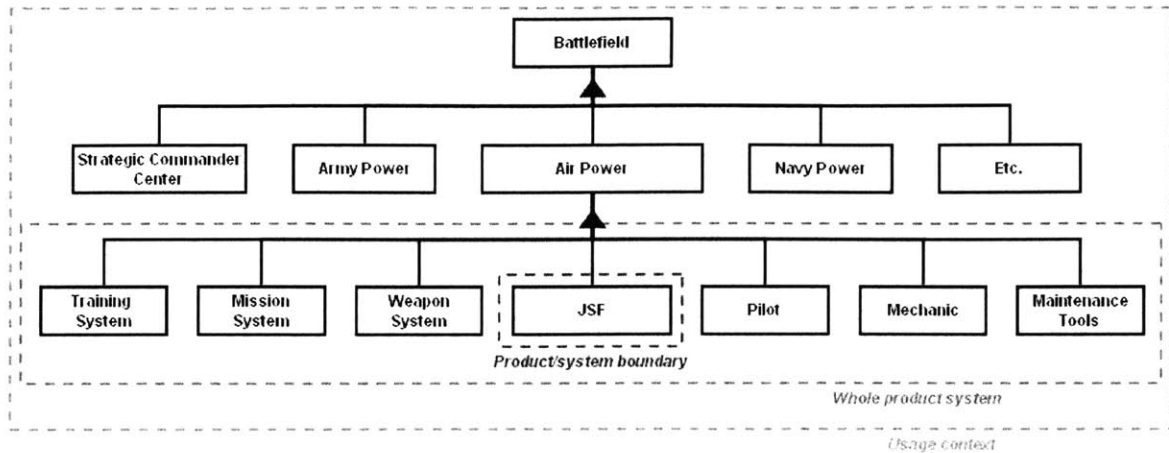 Battlefield
Strategic Commander
Center
Army Power
Air Power
Navy Power
Etc.
Training
System
Mission
System
Weapon
System
JSF
Pilot
Mechanic
Maintenance
Tools
Product/system boundary
Whole product system
Usage context